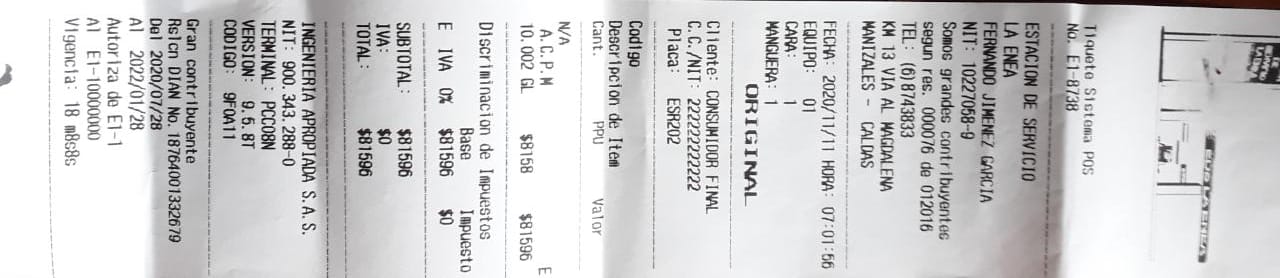 Tiquete Sistema POS
No. E1-8738
ESTACION DE SERVICIO
LA ENEA
FERNANDO JIMENEZ GARCIA
NIT: 10227058-9
Somos grandes contribuyentes
segun res. 000076 de 012016
TEL: (6)8743833
KM 13 VIA AL MAGDALENA
MANIZALES - CALDAS
FECHA: 2020/11/11 HORA: 07:01:56
EQUIPO: 01
CARA: 1
MANGUERA: 1
ORIGINAL
Cliente: CONSUMIDOR FINAL
C.C./NIT: 222222222222
Placa: ESR202
Codigo
Descripcion de Item
Cant. PPU Valor
N/A
A.C.P.M E
10.002 GL $8158 $81596
Discriminacion de Impuestos
Base Impuesto
E IVA 0% $81596 $0
SUBTOTAL: $81596
IVA: $0
TOTAL: $81596
INGENIERIA APROPIADA S.A.S.
NIT: 900.343.288-0
TERMINAL: PCCOBN
VERSION: 9.5.8T
CODIGO: 9F0A11
Gran contribuyente
Rslcn DIAN No 18764001332679
Del 2020/07/28
Al 2022/01/28
Autoriza de E1-1
Al E1-1000000
Vigencia: 18 m8s8s